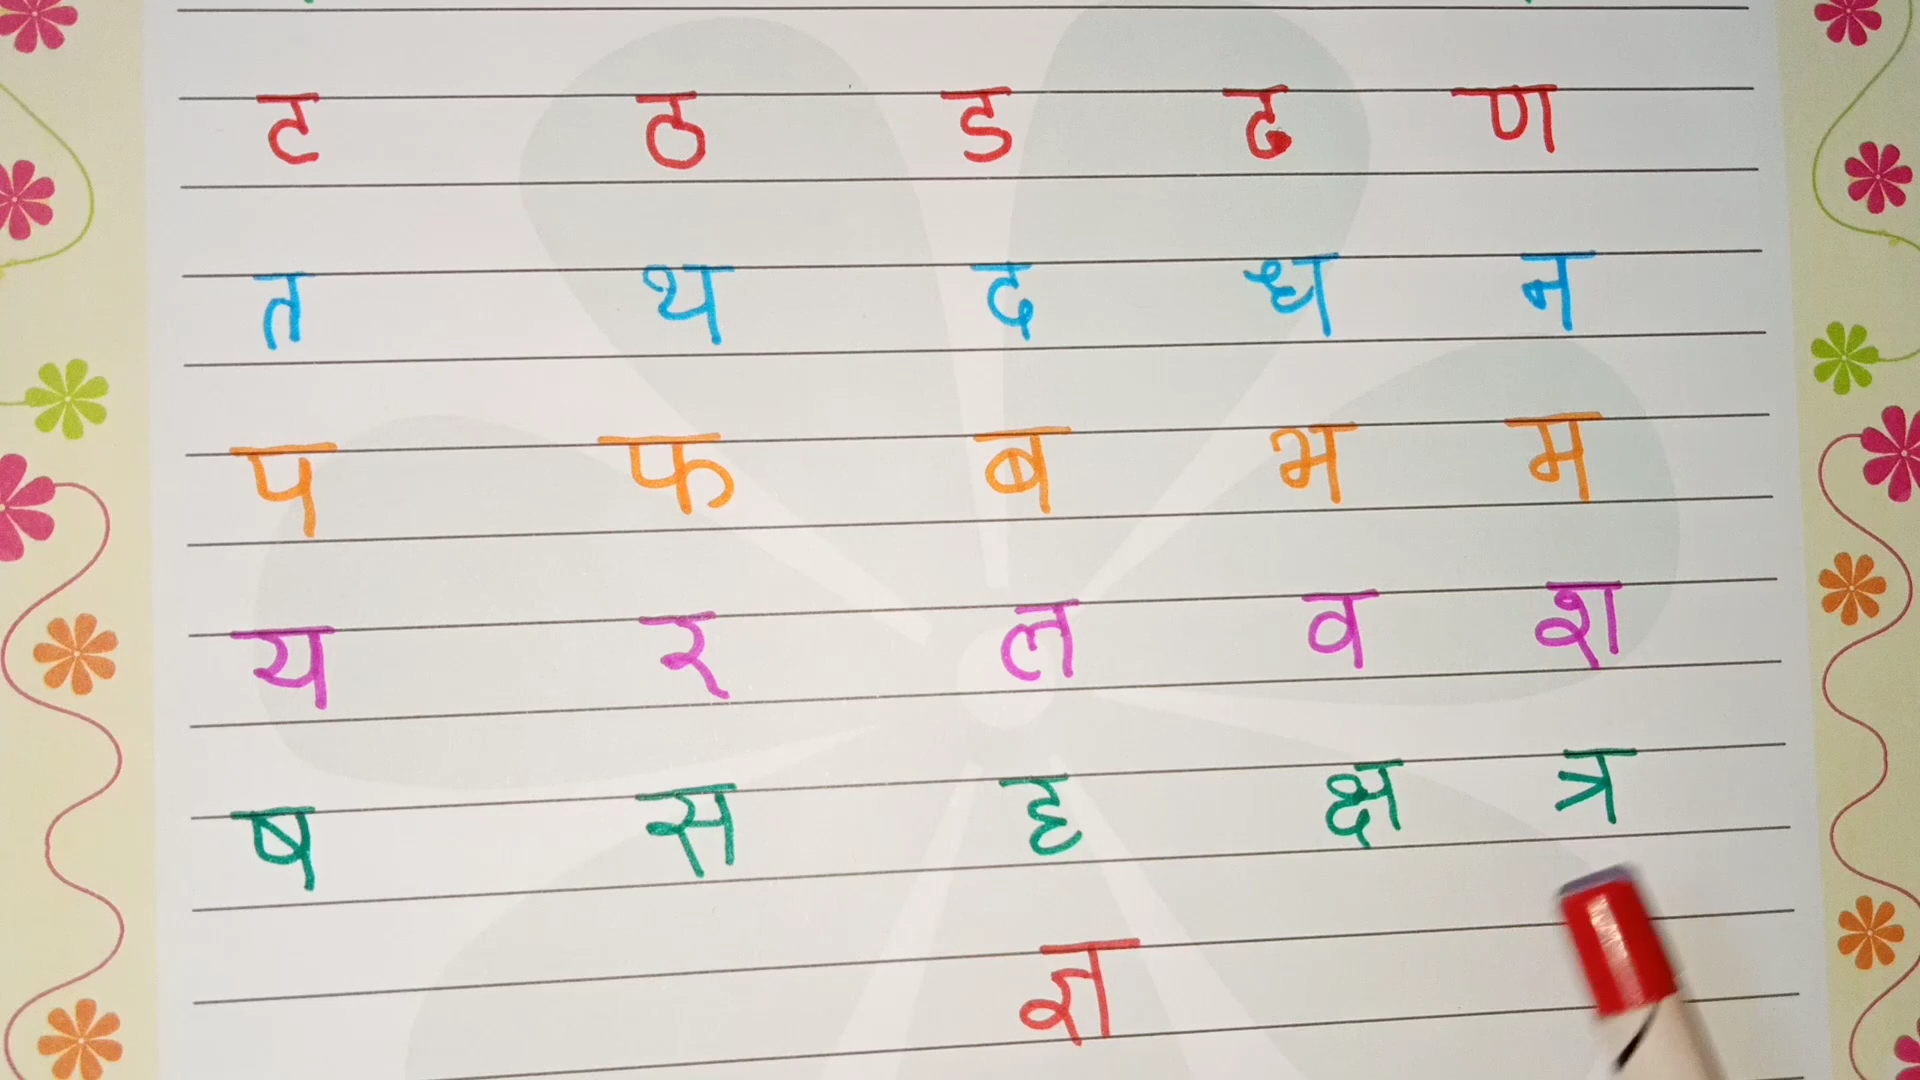 ट ठ ड ढ ण
त थ द ध न
प फ ब भ म
य र ल व श
ष स ह क्ष त्र
ज्ञ